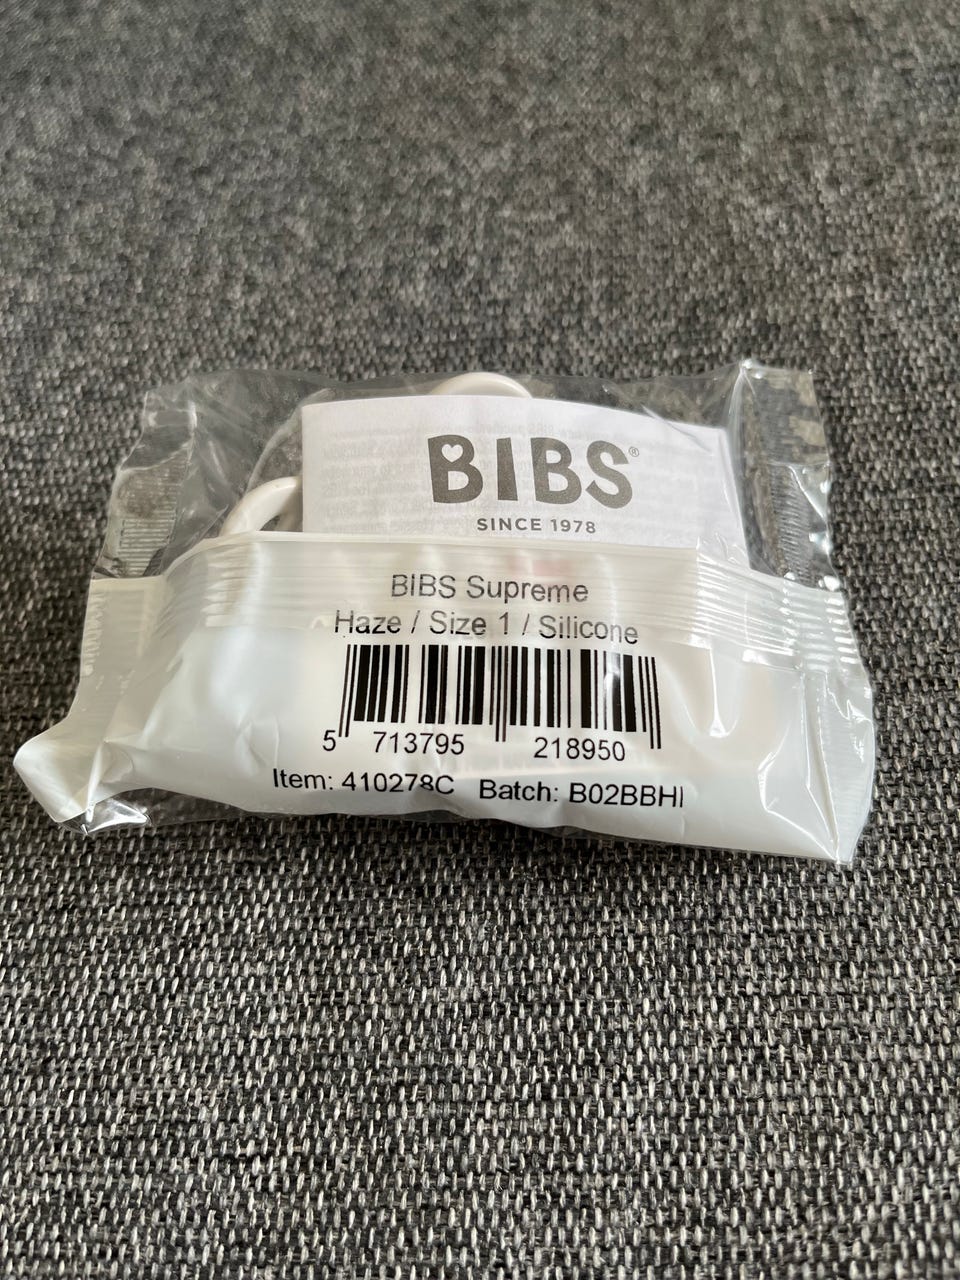 BIBS®
SINCE 1978
BIBS Supreme
Haze / Size 1 / Silicone
5 713795 218950
Item: 410278C Batch: B02BBHI